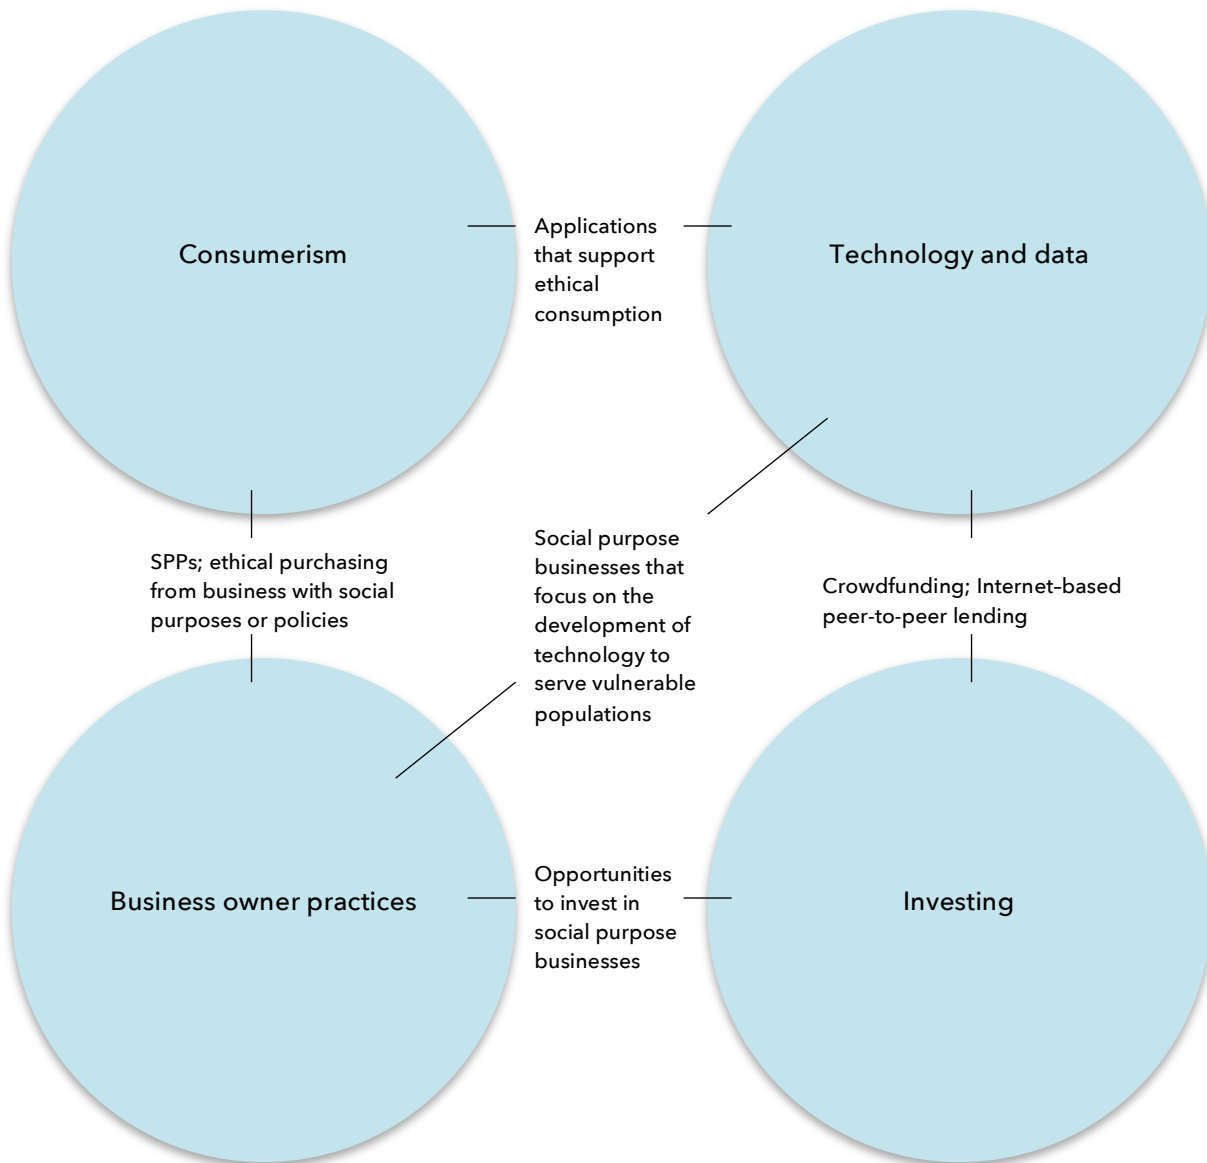 Consumerism
Applications
that support
ethical
consumption
Technology and data
SPPs; ethical purchasing
from business with social
purposes or policies
Social purpose
businesses that
focus on the
development of
technology to
serve vulnerable
populations
Crowdfunding; Internet–based
peer-to-peer lending
Business owner practices
Opportunities
to invest in
social purpose
businesses
Investing